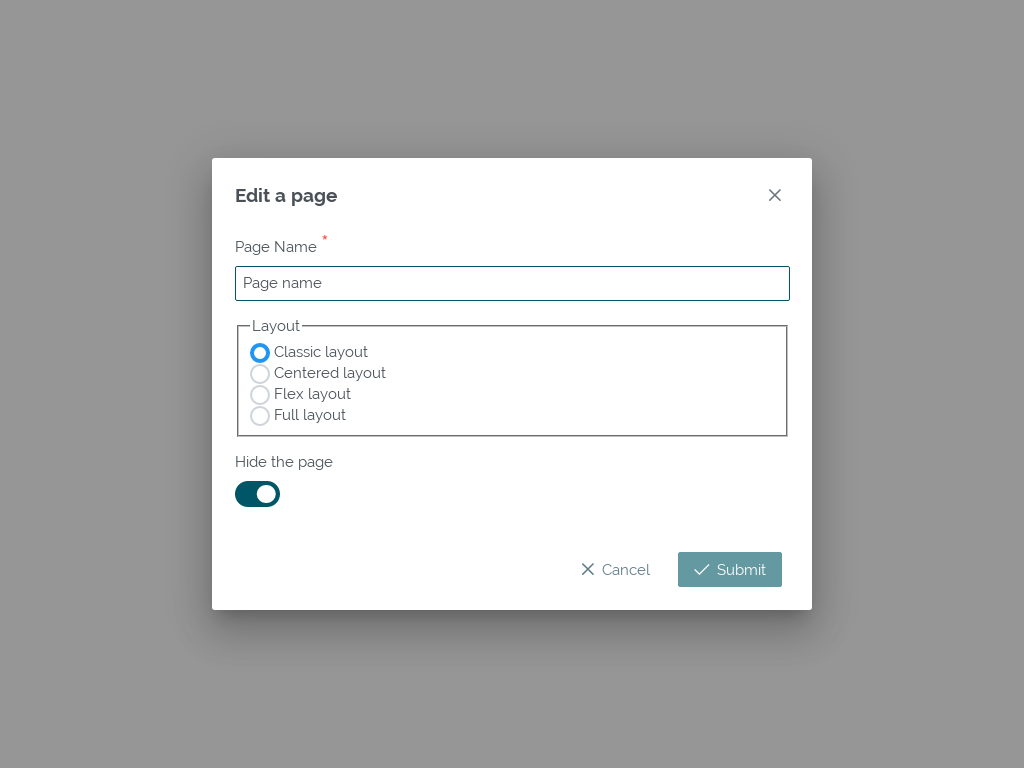 Edit a page
Page Name *
Page name
Layout
Classic layout
Centered layout
Flex layout
Full layout
Hide the page
Cancel
Submit